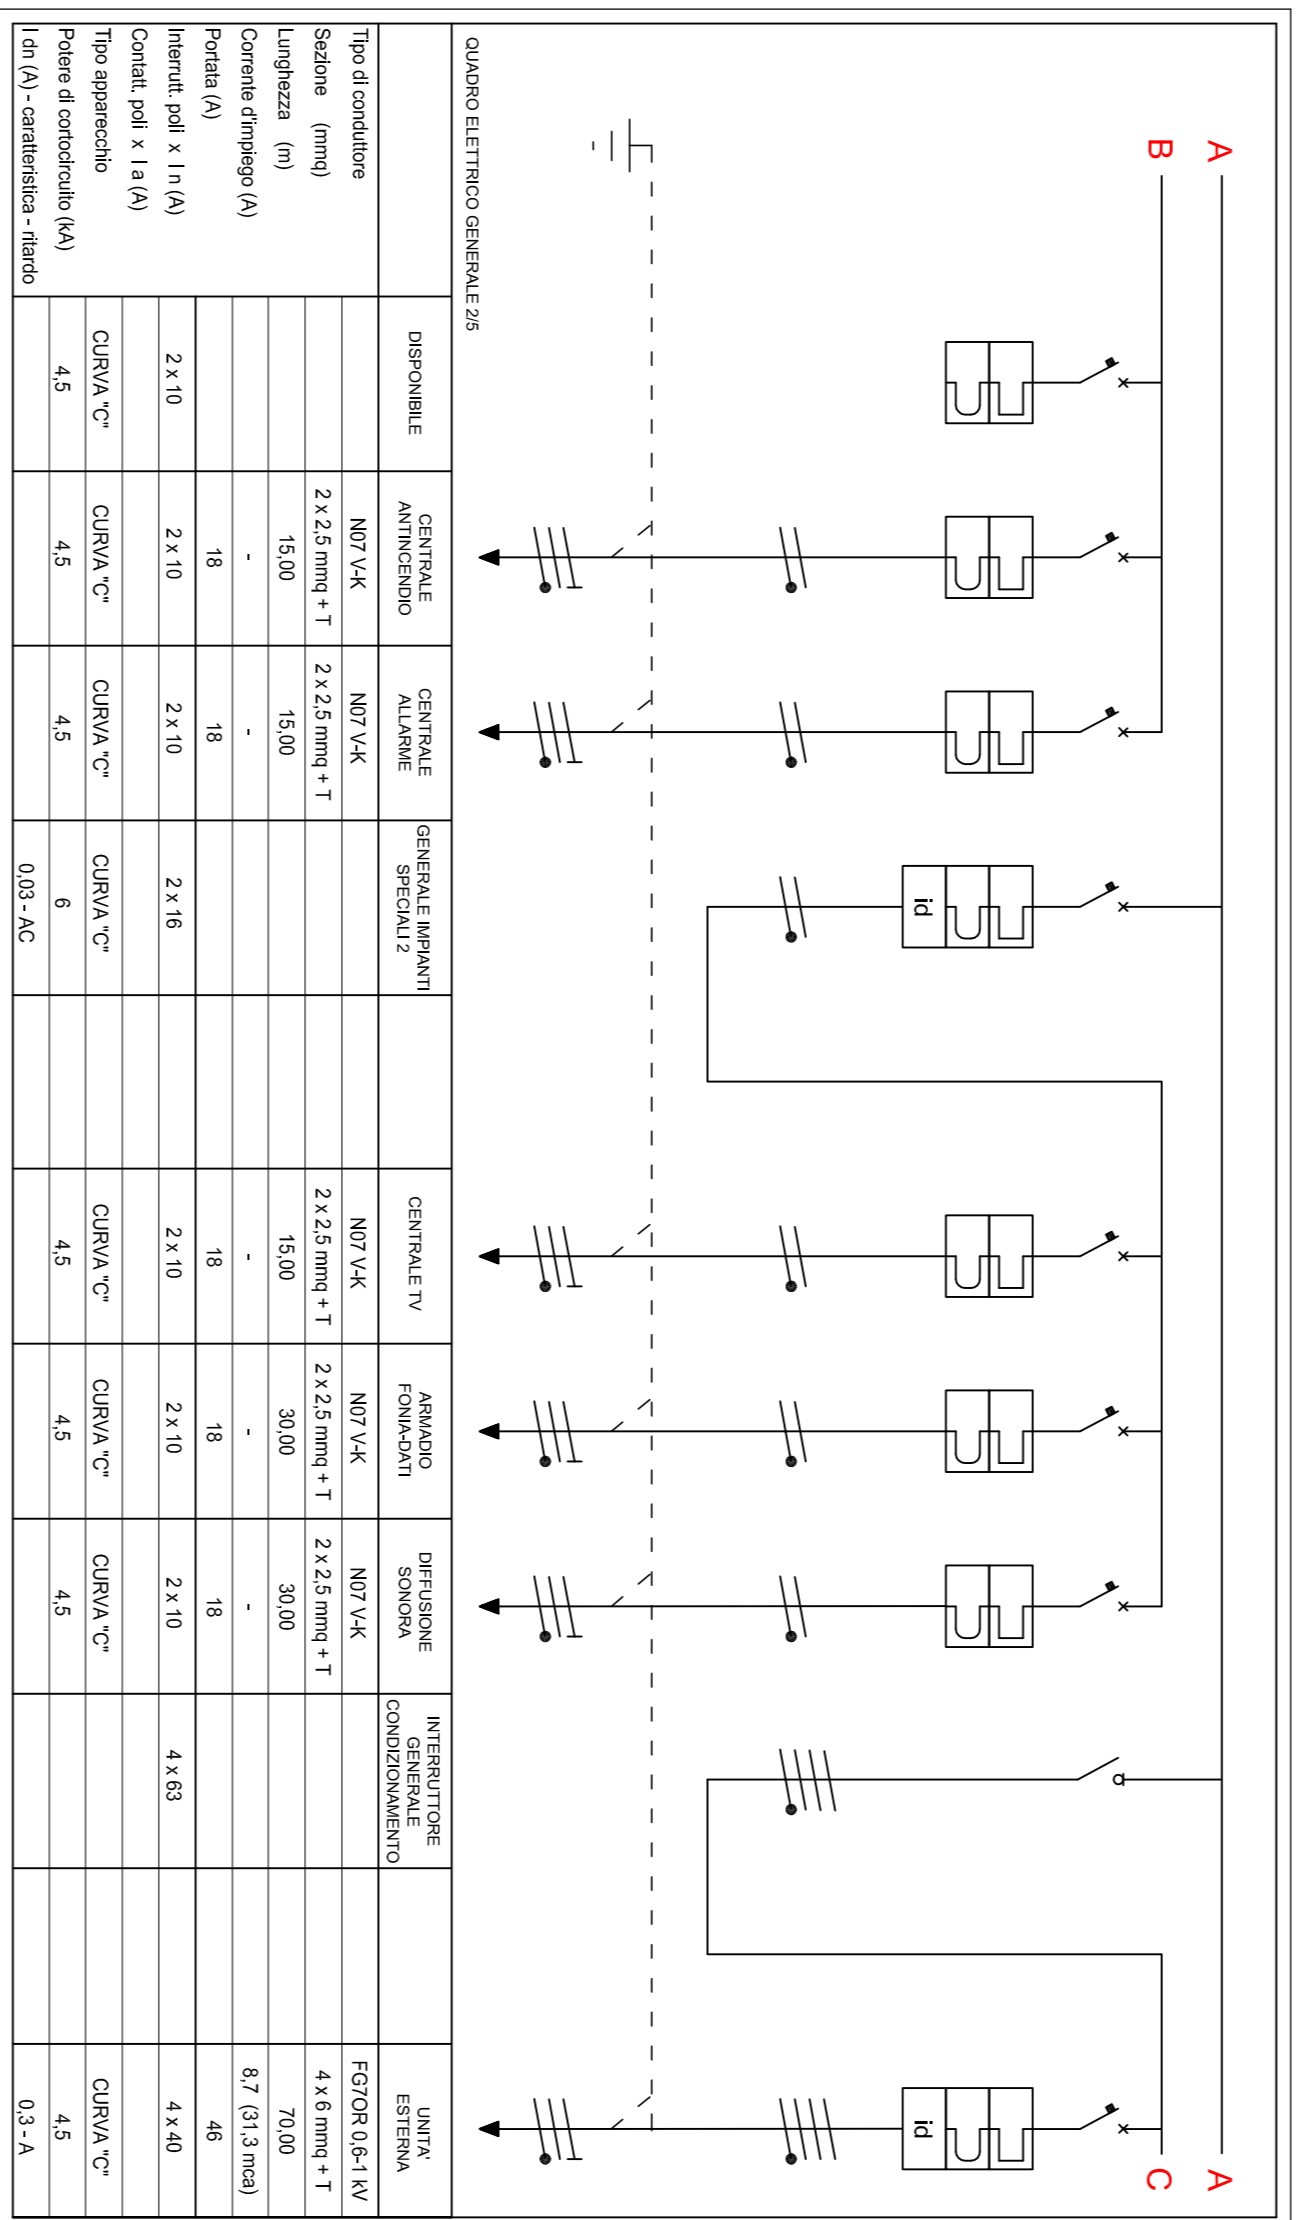 A
A
B
C
id
id
QUADRO ELETTRICO GENERALE 2/5
DISPONIBILE
CENTRALE
ANTINCENDIO
CENTRALE
ALLARME
GENERALE IMPIANTI
SPECIALI 2
CENTRALE TV
ARMADIO
FONIA-DATI
DIFFUSIONE
SONORA
INTERRUTTORE
GENERALE
CONDIZIONAMENTO
UNITA'
ESTERNA
Tipo di conduttore N07 V-K N07 V-K N07 V-K N07 V-K N07 V-K FG7OR 0,6-1 kV
Sezione (mmq) 2 x 2,5 mmq + T 2 x 2,5 mmq + T 2 x 2,5 mmq + T 2 x 2,5 mmq + T 2 x 2,5 mmq + T 4 x 6 mmq + T
Lunghezza (m) 15,00 15,00 15,00 30,00 30,00 70,00
Corrente d'impiego (A) - - - - - 8,7 (31,3 mca)
Portata (A) 18 18 18 18 18 46
Interrutt. poli x I n (A) 2 x 10 2 x 10 2 x 10 2 x 16 2 x 10 2 x 10 2 x 10 4 x 63 4 x 40
Contatt. poli x I a (A)
Tipo apparecchio CURVA "C" CURVA "C" CURVA "C" CURVA "C" CURVA "C" CURVA "C" CURVA "C" CURVA "C"
Potere di cortocircuito (kA) 4,5 4,5 4,5 6 4,5 4,5 4,5 4,5
I dn (A) - caratteristica - ritardo 0,03 - AC 0,3 - A